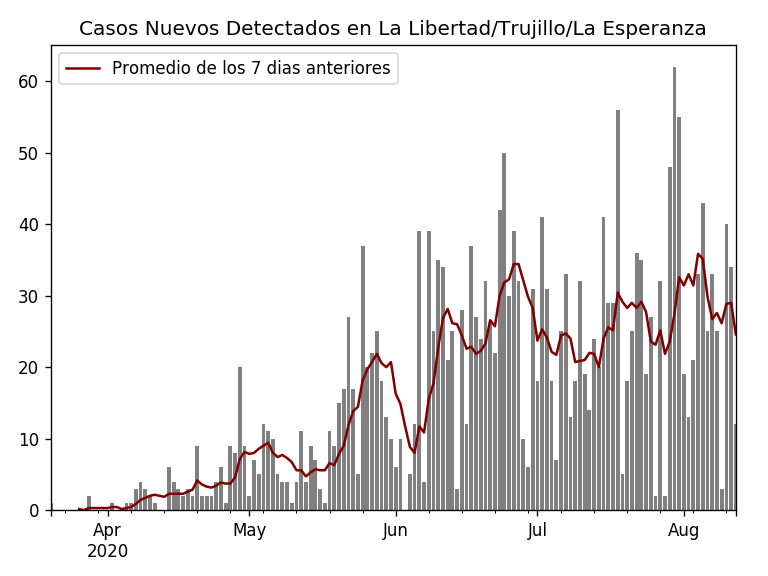 Casos Nuevos Detectados en La Libertad/Trujillo/La Esperanza
Promedio de los 7 dias anteriores
60
50
40
30
20
10
0
Apr May Jun Jul Aug
2020